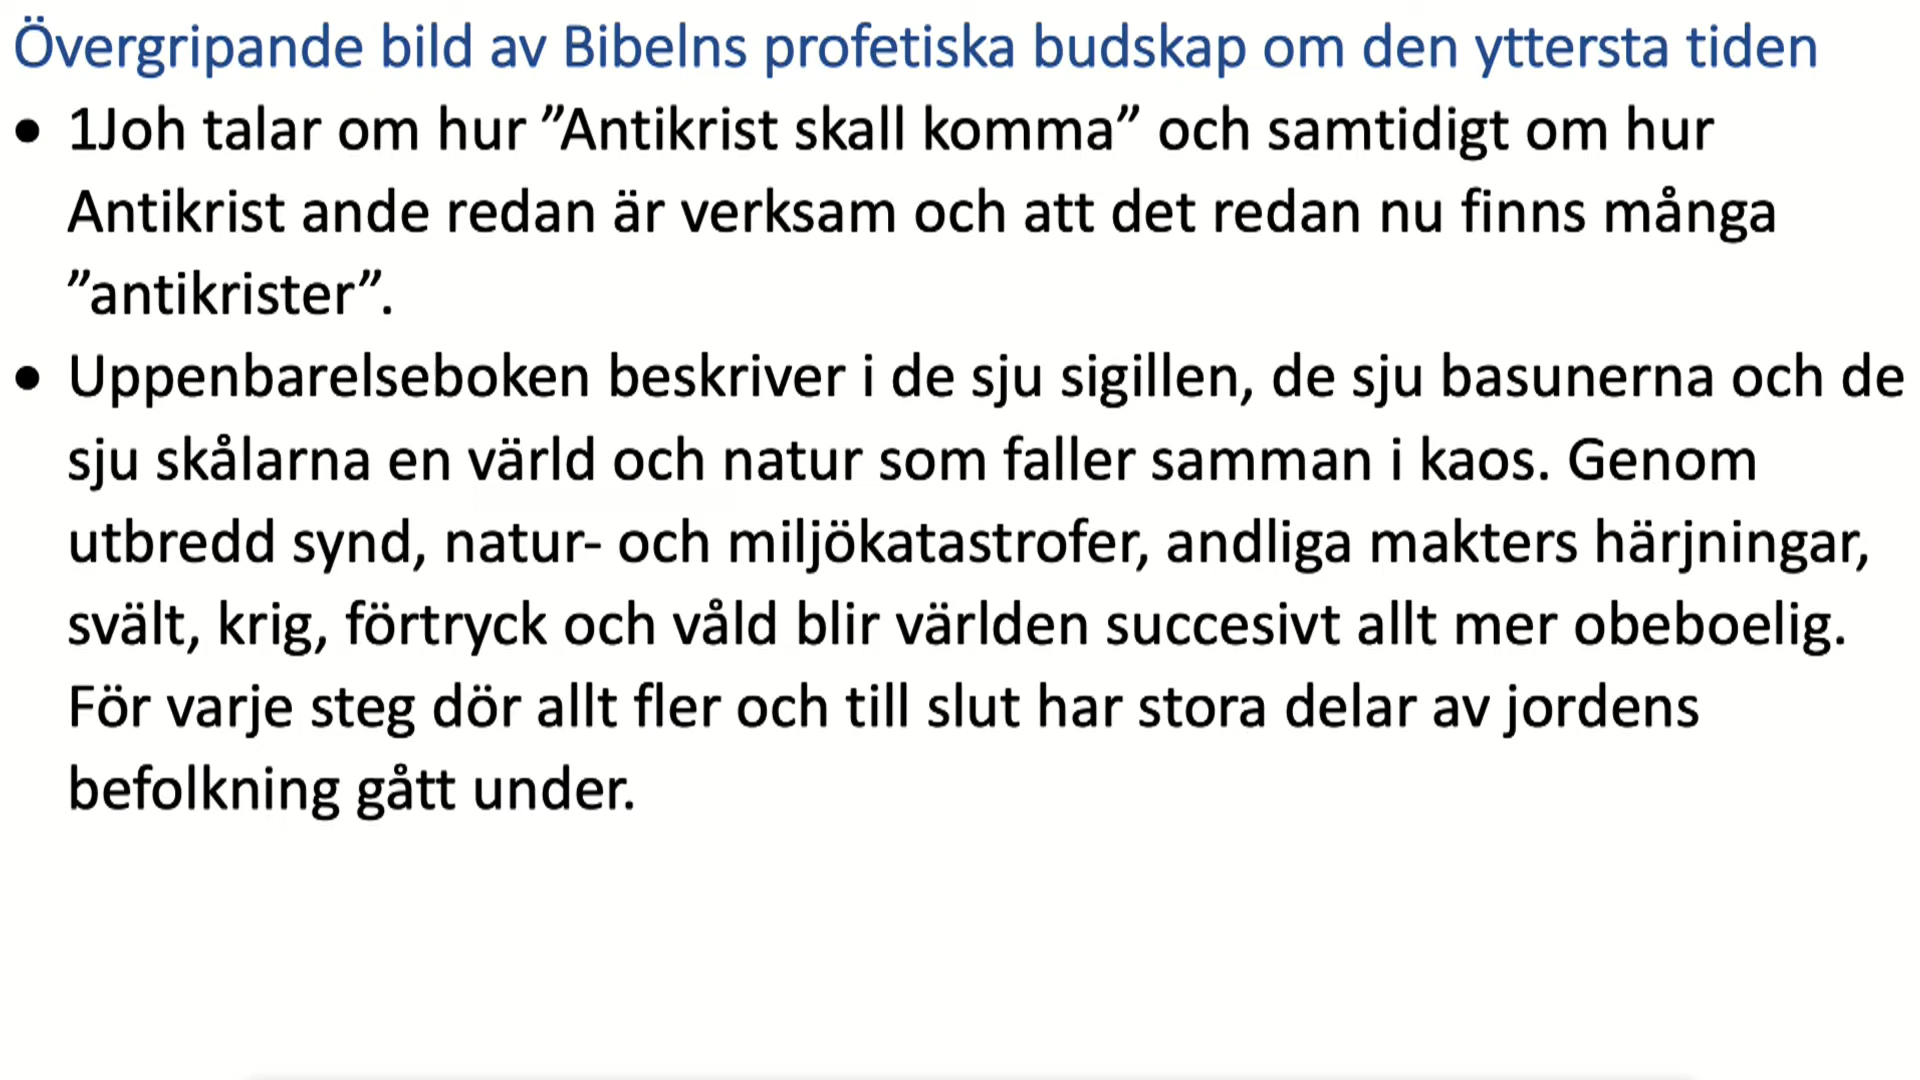 Övergripande bild av Bibelns profetiska budskap om den yttersta tiden
• 1Joh talar om hur ”Antikrist skall komma” och samtidigt om hur
Antikrist ande redan är verksam och att det redan nu finns många
”antikrister”.
• Uppenbarelseboken beskriver i de sju sigillen, de sju basunerna och de
sju skålarna en värld och natur som faller samman i kaos. Genom
utbredd synd, natur- och miljökatastrofer, andliga makters härjningar,
svält, krig, förtryck och våld blir världen succesivt allt mer obeboelig.
För varje steg dör allt fler och till slut har stora delar av jordens
befolkning gått under.